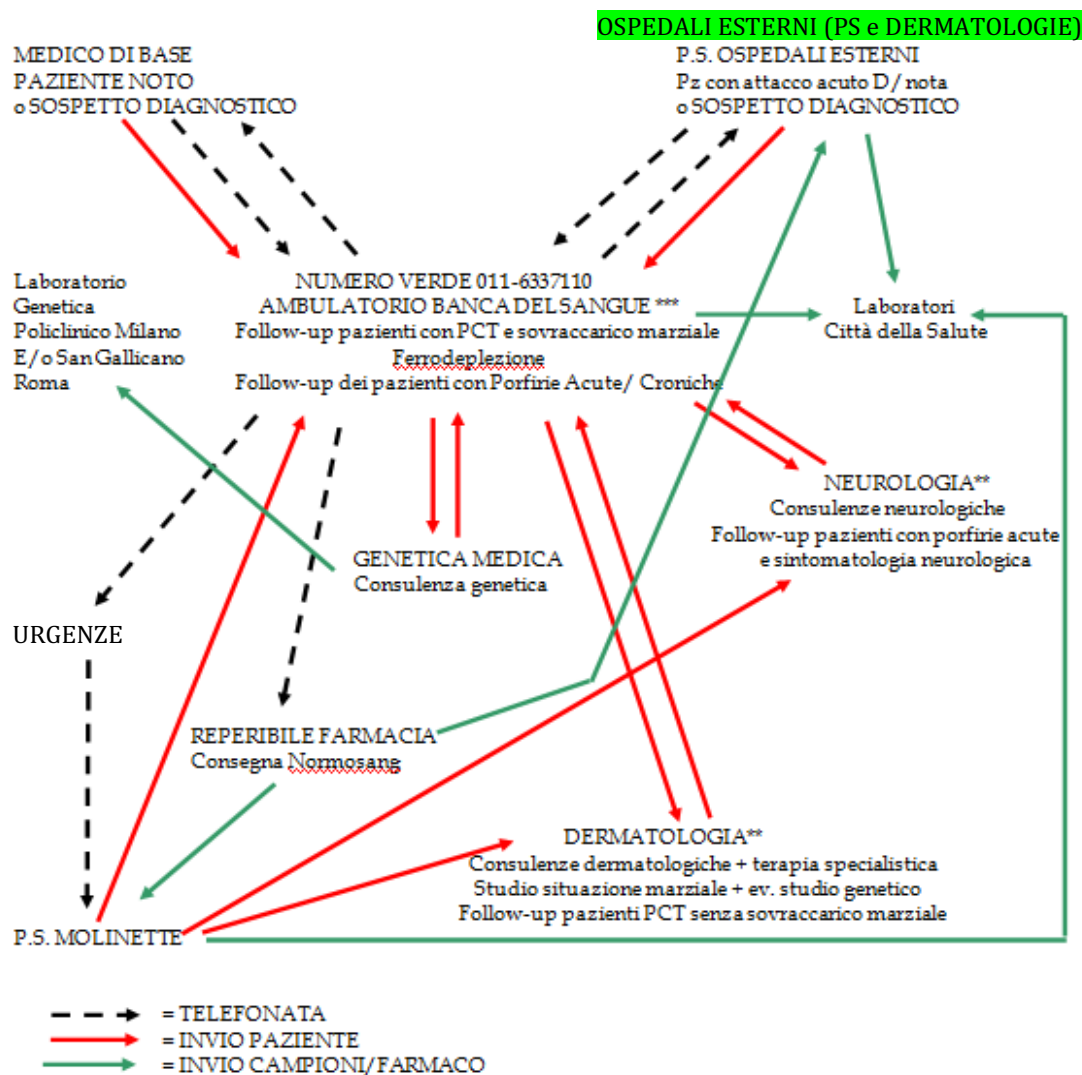 OSPEDALI ESTERNI (PS e DERMATOLOGIE)
MEDICO DI BASE
PAZIENTE NOTO
o SOSPETTO DIAGNOSTICO
P.S. OSPEDALI ESTERNI
Pz con attacco acuto D/ nota
o SOSPETTO DIAGNOSTICO
Laboratorio
Genetica
Policlinico Milano
E/o San Gallicano
Roma
NUMERO VERDE 011-6337110
AMBULATORIO BANCA DEL SANGUE ***
Follow-up pazienti con PCT e sovraccarico marziale
Ferrodeplezione
Follow-up dei pazienti con Porfirie Acute/ Croniche
Laboratori
Città della Salute
NEUROLOGIA**
Consulenze neurologiche
Follow-up pazienti con porfirie acute
e sintomatologia neurologica
GENETICA MEDICA
Consulenza genetica
URGENZE
REPERIBILE FARMACIA
Consegna Normosang
DERMATOLOGIA**
Consulenze dermatologiche + terapia specialistica
Studio situazione marziale + ev. studio genetico
Follow-up pazienti PCT senza sovraccarico marziale
P.S. MOLINETTE
= TELEFONATA
= INVIO PAZIENTE
= INVIO CAMPIONI/FARMACO